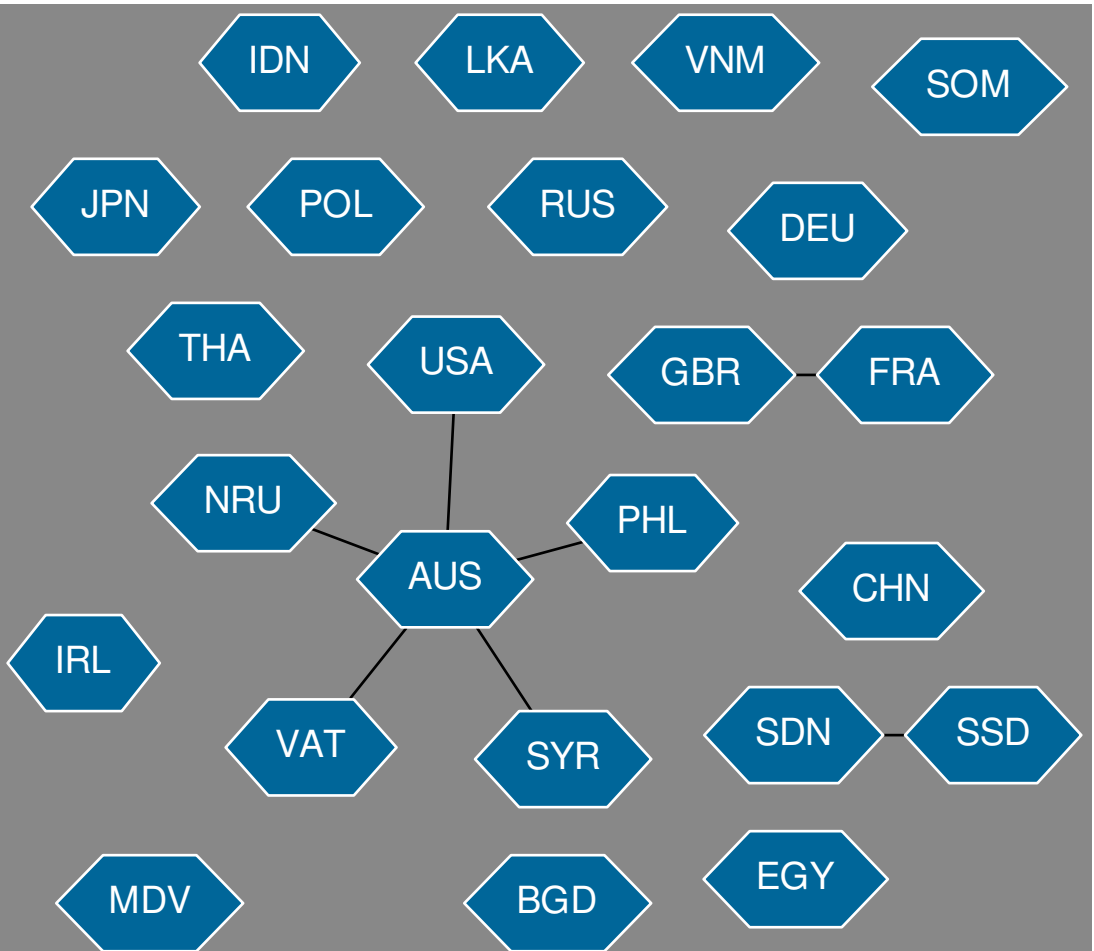 IDN
LKA
VNM
SOM
JPN
POL
RUS
DEU
THA
USA
GBR
FRA
NRU
PHL
AUS
CHN
IRL
VAT
SYR
SDN
SSD
MDV
BGD
EGY